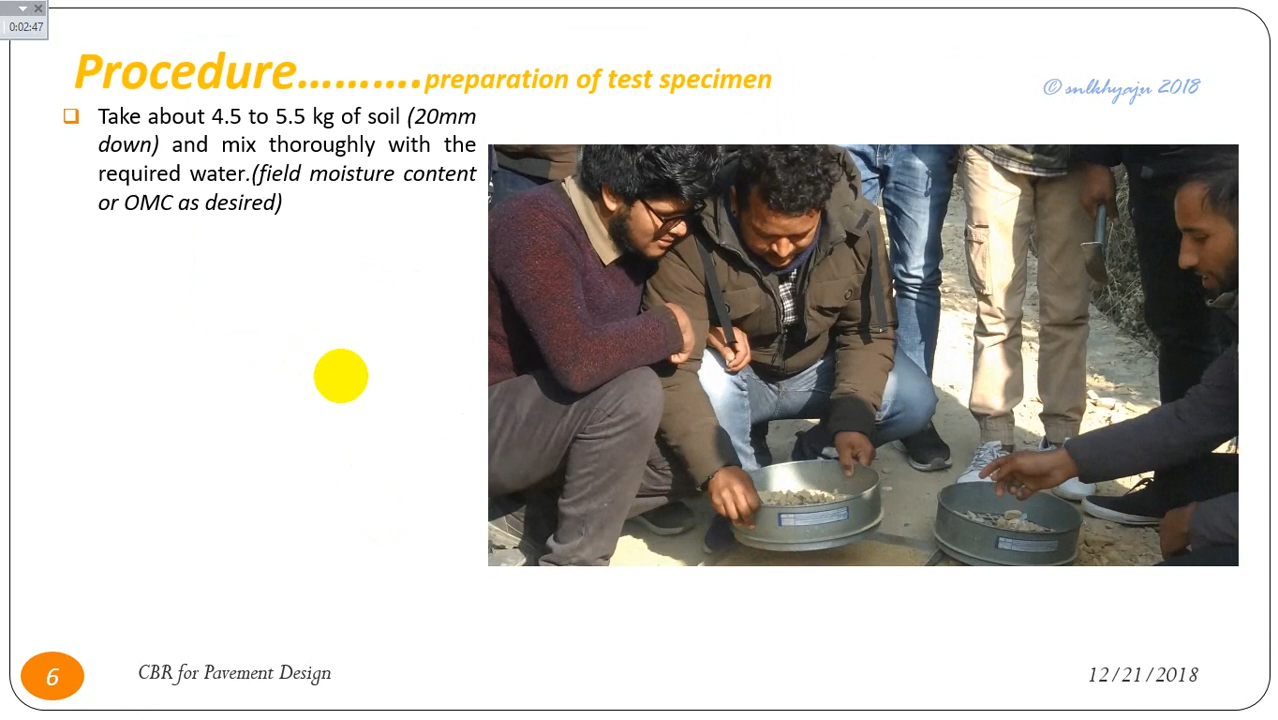 0:02:47
Procedure..........preparation of test specimen
© snlkhyaju 2018
Take about 4.5 to 5.5 kg of soil (20mm
down) and mix thoroughly with the
required water.(field moisture content
or OMC as desired)
6
CBR for Pavement Design
12/21/2018